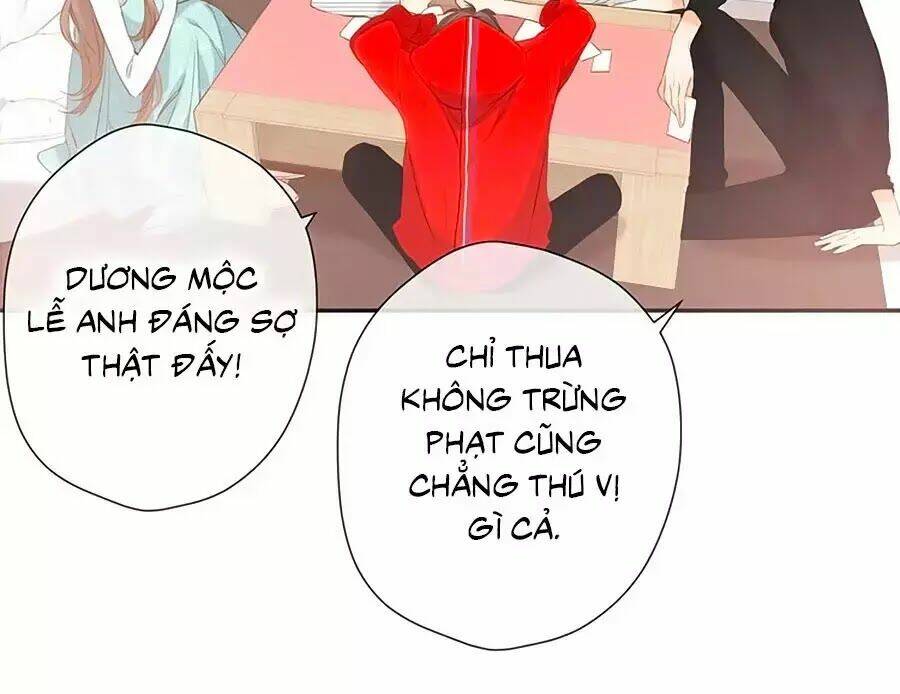 DƯƠNG MỘC
LỄ ANH ĐÁNG SỢ
THẬT ĐẤY!
CHỈ THUA
KHÔNG TRỪNG
PHẠT CŨNG
CHẲNG THÚ VỊ
GÌ CẢ.